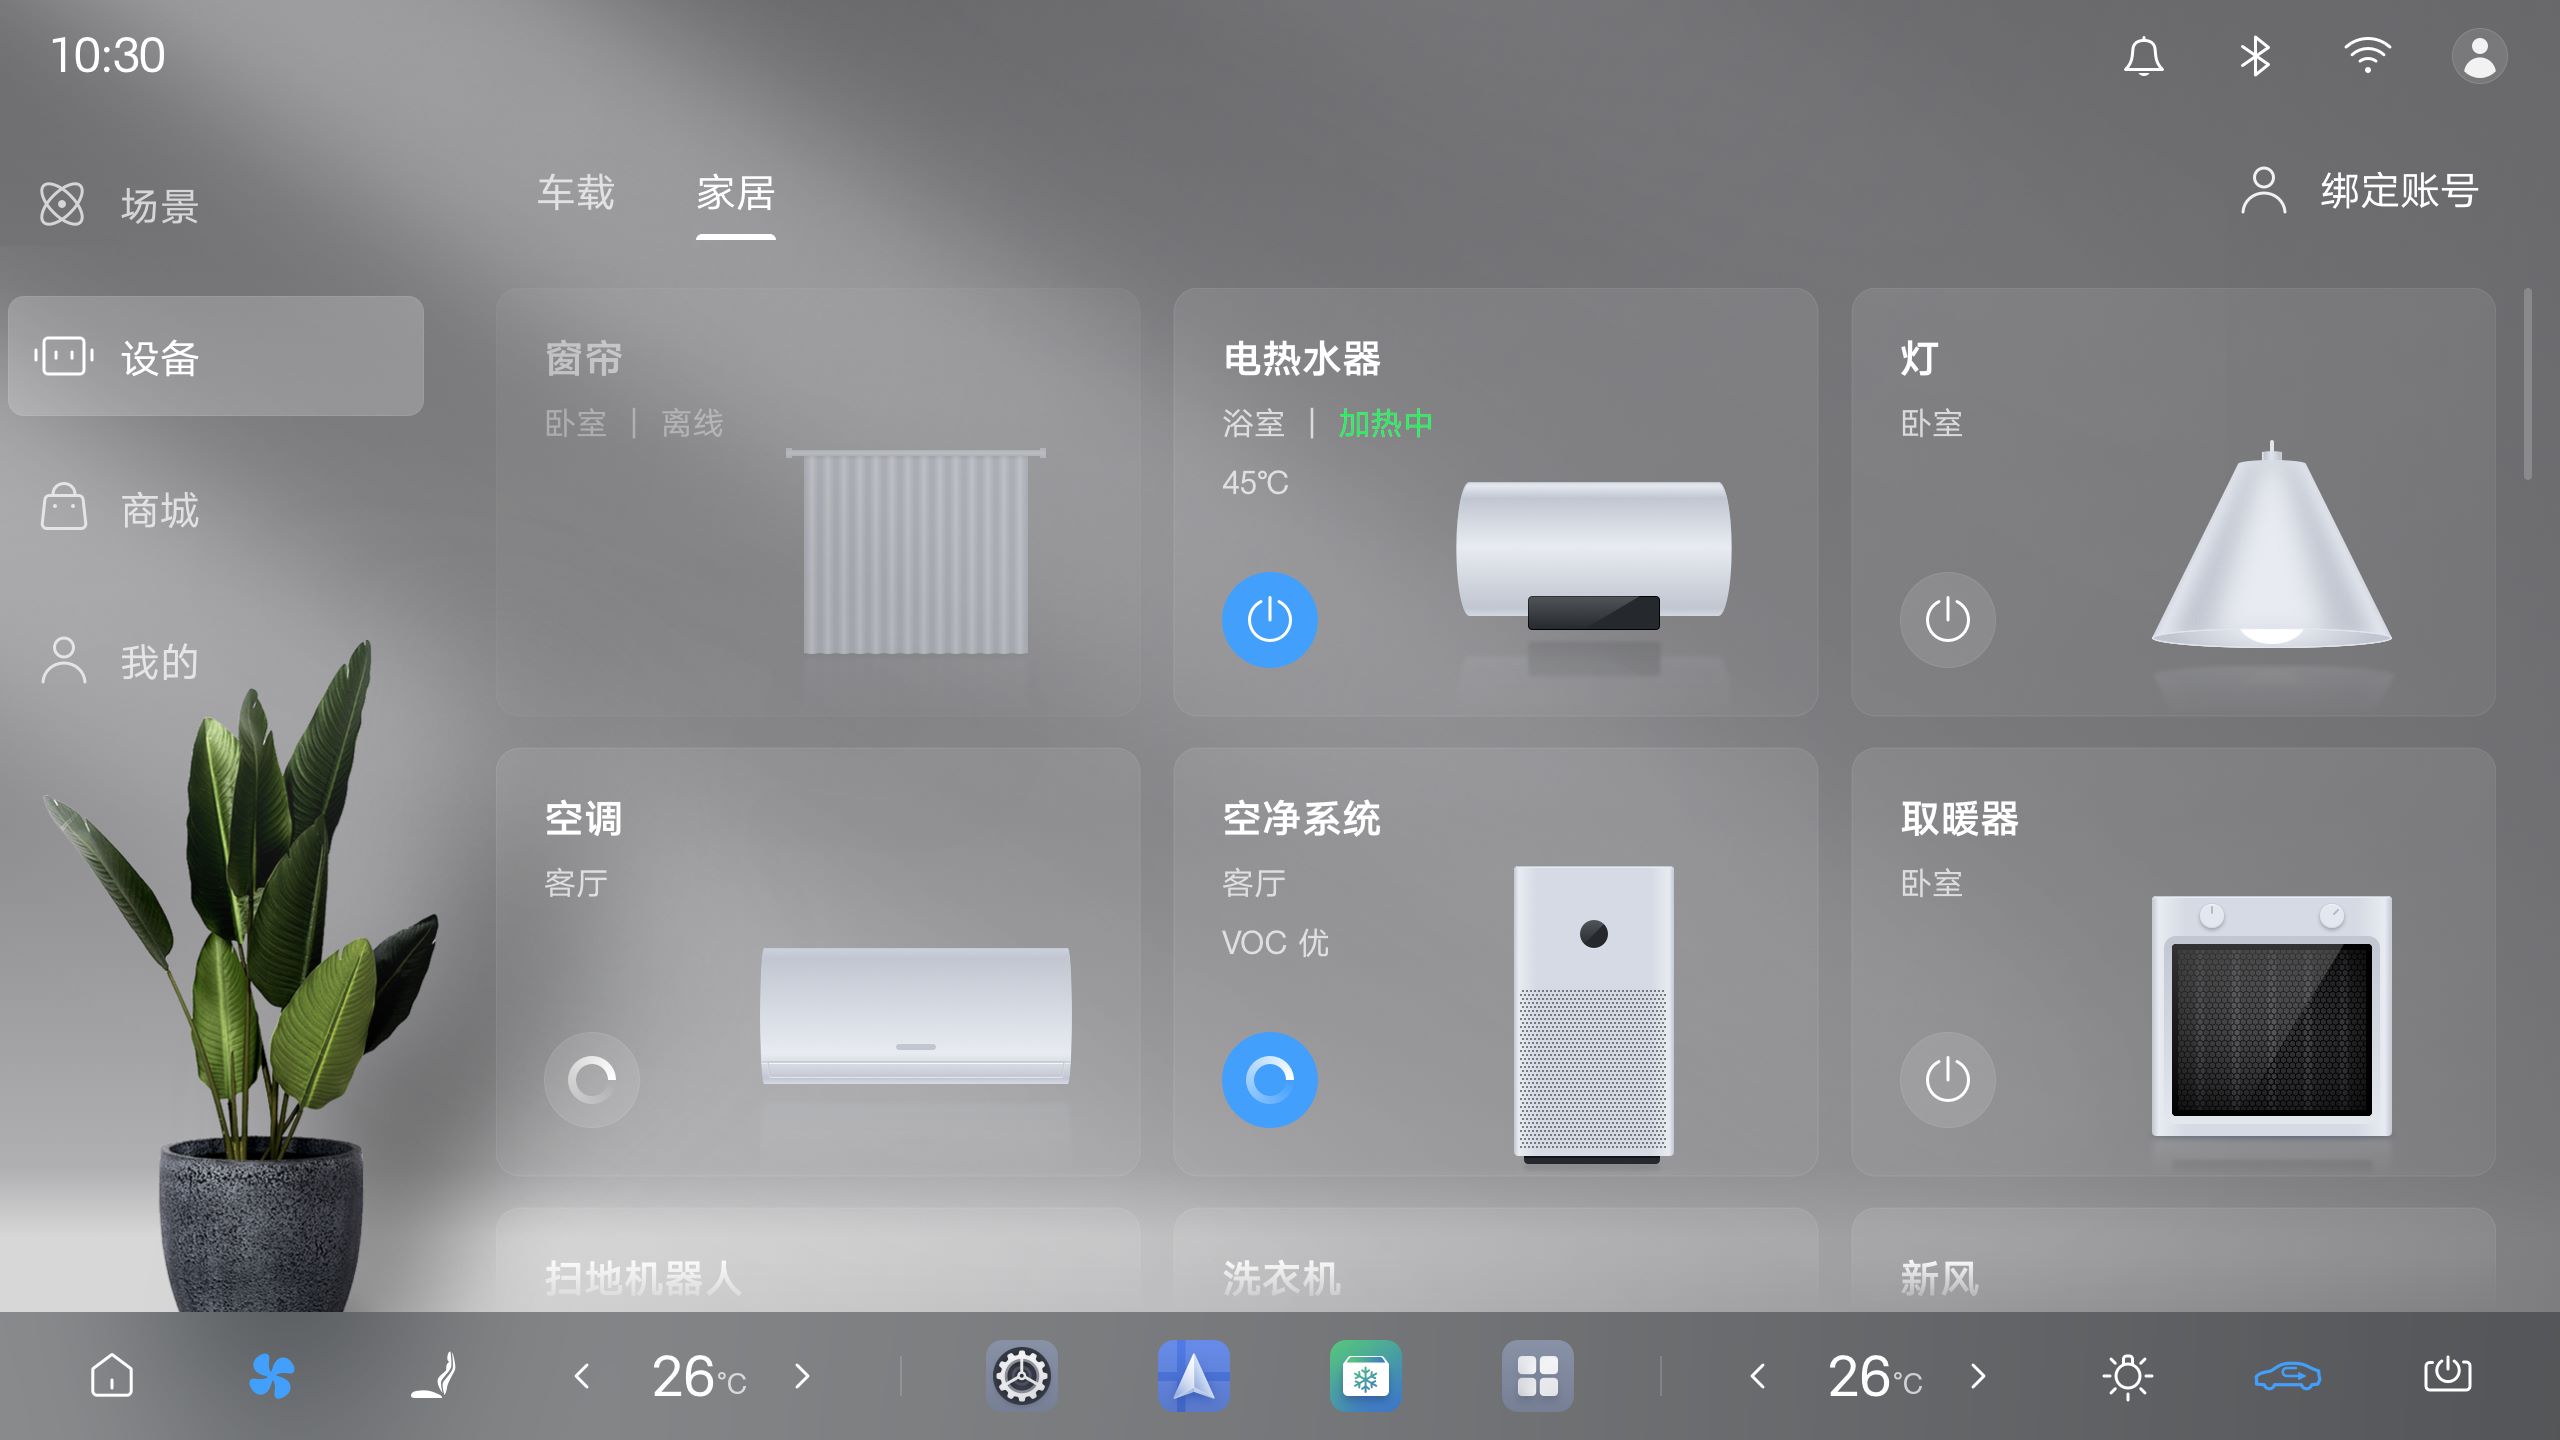 10:30
场景
车载
家居
绑定账号
设备
商城
我的
窗帘
卧室 | 离线
电热水器
浴室 | 加热中
45℃
灯
卧室
空调
客厅
空净系统
客厅
VOC 优
取暖器
卧室
扫地机器人
洗衣机
新风
26℃
26℃